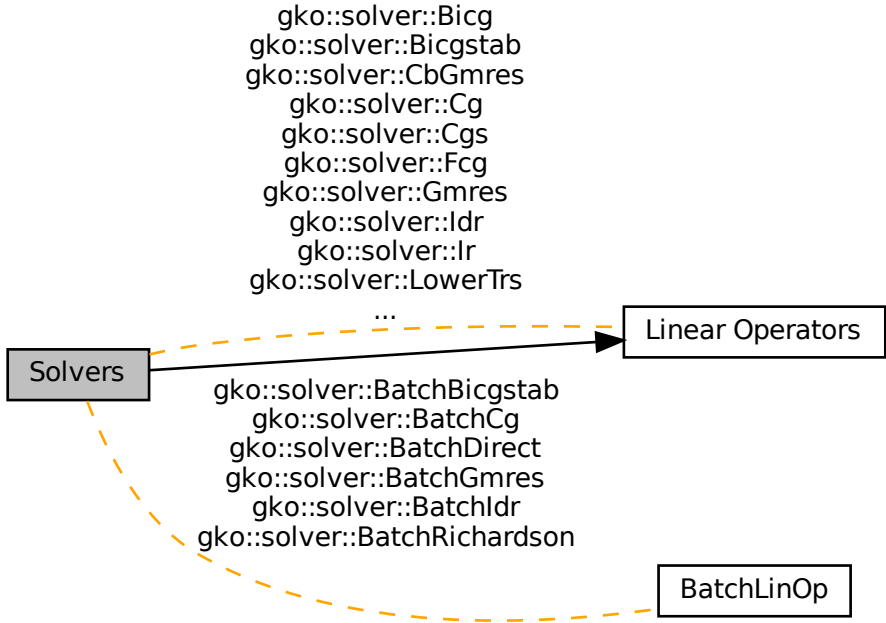 gko::solver::Bicg
gko::solver::Bicgstab
gko::solver::CbGmres
gko::solver::Cg
gko::solver::Cgs
gko::solver::Fcg
gko::solver::Gmres
gko::solver::Idr
gko::solver::Ir
gko::solver::LowerTrs
...
Linear Operators
Solvers
gko::solver::BatchBicgstab
gko::solver::BatchCg
gko::solver::BatchDirect
gko::solver::BatchGmres
gko::solver::BatchIdr
gko::solver::BatchRichardson
BatchLinOp